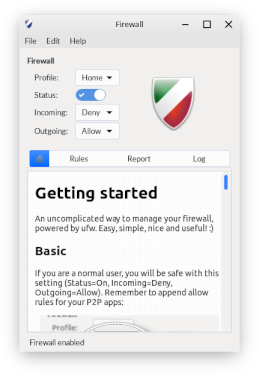 Firewall
File Edit Help
Firewall
Profile: Home
Status:
Incoming: Deny
Outgoing: Allow
Rules Report Log
Getting started
An uncomplicated way to manage your firewall,
powered by ufw. Easy, simple, nice and useful! :)
Basic
If you are a normal user, you will be safe with this
setting (Status=On, Incoming=Deny,
Outgoing=Allow). Remember to append allow
rules for your P2P apps:
Profile:
Firewall enabled